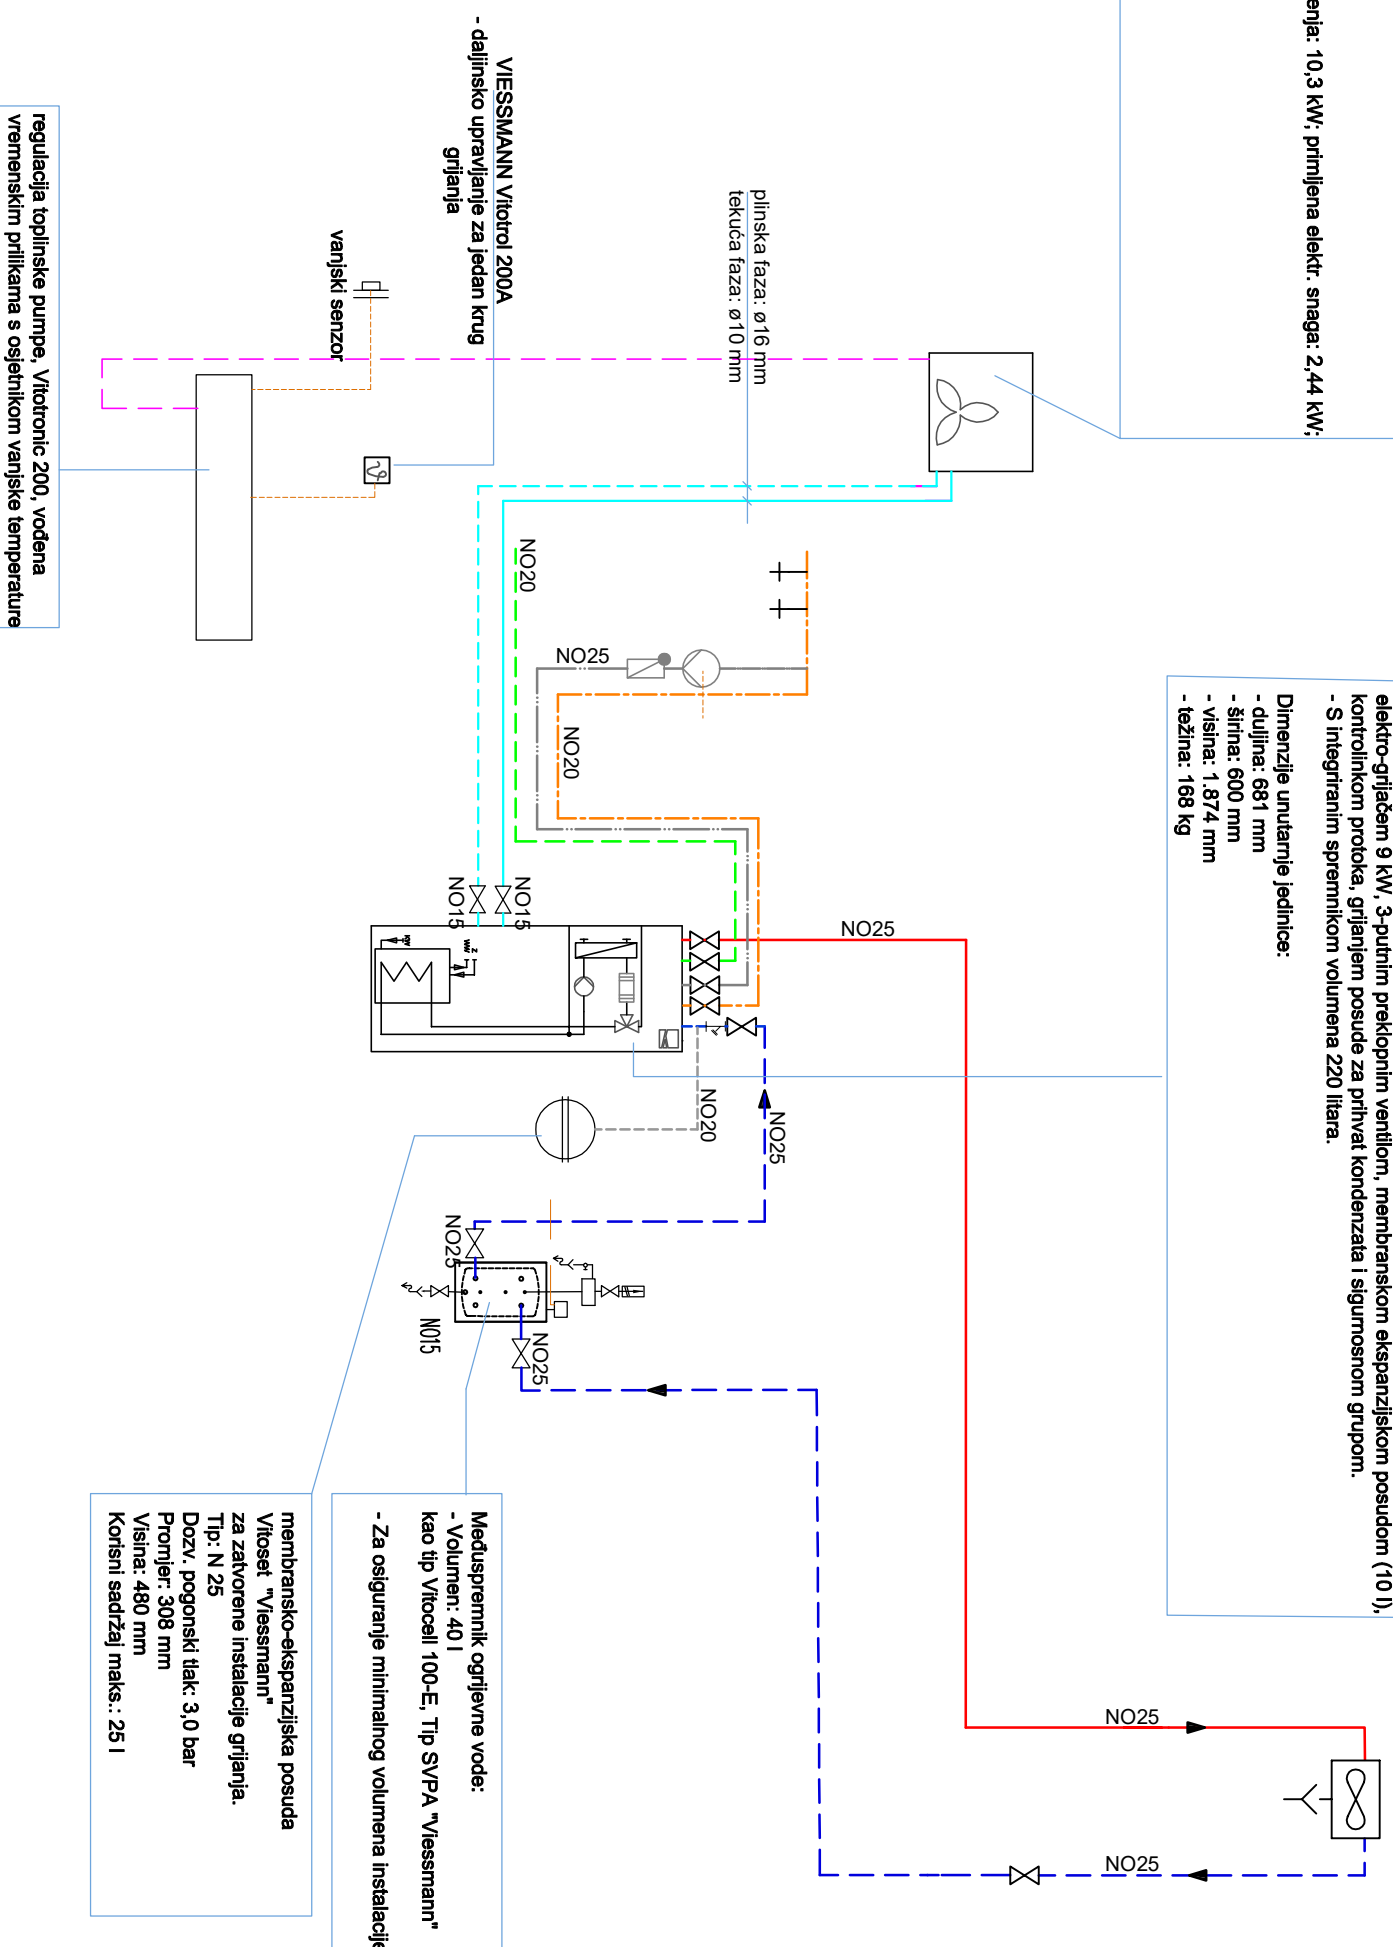 enja: 10,3 kW; primljena elektr. snaga: 2,44 kW;
VIESSMANN Vitotrol 200A
- daljinsko upravljanje za jedan krug
grijanja
vanjski senzor
regulacija toplinske pumpe, Vitotronic 200, vođena
vremenskim prilikama s osjetnikom vanjske temperature
plinska faza: ø16 mm
tekuća faza: ø10 mm
elektro-grijačem 9 kW, 3-putnim preklopnim ventilom, membranskom ekspanzijskom posudom (10 l),
kontrolinkom protoka, grijanjem posude za prihvat kondenzata i sigurnosnom grupom.
- S integriranim spremnikom volumena 220 litara.
Dimenzije unutarnje jedinice:
- duljina: 681 mm
- širina: 600 mm
- visina: 1.874 mm
- težina: 168 kg
NO20
NO25
NO20
NO15
NO15
NO25
NO20
NO25
NO25
NO15
NO25
NO25
NO25
Međuspremnik ogrjevne vode:
- Volumen: 40 l
kao tip Vitocell 100-E, Tip SVPA "Viessmann"
- Za osiguranje minimalnog volumena instalacije
membransko-ekspanzijska posuda
Vitoset "Viessmann"
za zatvorene instalacije grijanja.
Tip: N 25
Dozv. pogonski tlak: 3,0 bar
Promjer: 308 mm
Visina: 480 mm
Korisni sadržaj maks.: 25 l